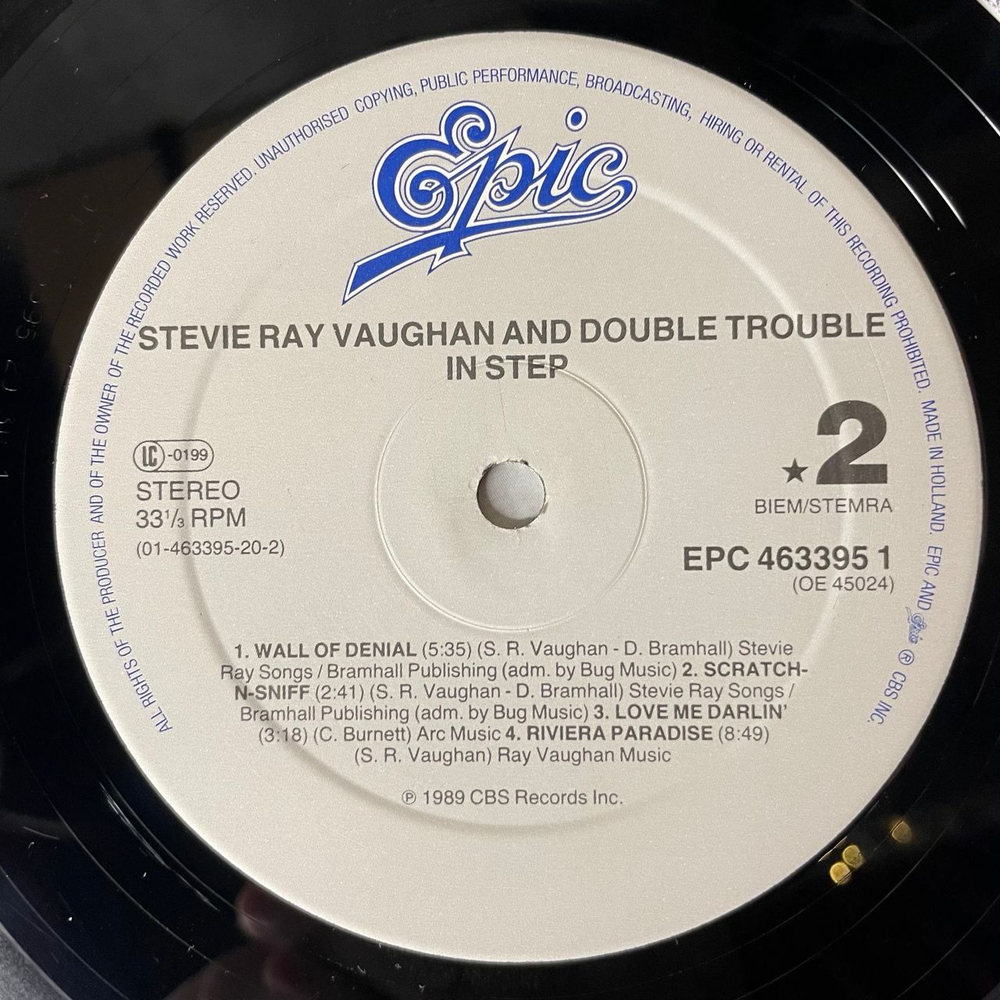 ALL RIGHTS OF THE PRODUCER AND OF THE OWNER OF THE RECORDED WORK RESERVED. UNAUTHORISED COPYING, PUBLIC PERFORMANCE, BROADCASTING, HIRING OR RENTAL OF THIS RECORDING PROHIBITED. MADE IN HOLLAND. EPIC AND Epic ® CBS INC.
Epic
STEVIE RAY VAUGHAN AND DOUBLE TROUBLE
IN STEP
LC-0199
STEREO
33 1/3 RPM
(01-463395-20-2)
★2
BIEM/STEMRA
EPC 463395 1
(OE 45024)
1. WALL OF DENIAL (5:35) (S. R. Vaughan - D. Bramhall) Stevie
Ray Songs / Bramhall Publishing (adm. by Bug Music) 2. SCRATCH-
N-SNIFF (2:41) (S. R. Vaughan - D. Bramhall) Stevie Ray Songs /
Bramhall Publishing (adm. by Bug Music) 3. LOVE ME DARLIN'
(3:18) (C. Burnett) Arc Music 4. RIVIERA PARADISE (8:49)
(S. R. Vaughan) Ray Vaughan Music
℗ 1989 CBS Records Inc.